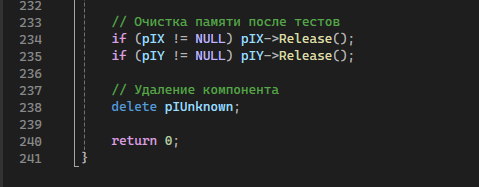 232
233 // Очистка памяти после тестов
234 if (pIX != NULL) pIX->Release();
235 if (pIY != NULL) pIY->Release();
236
237 // Удаление компонента
238 delete pIUnknown;
239
240 return 0;
241 }